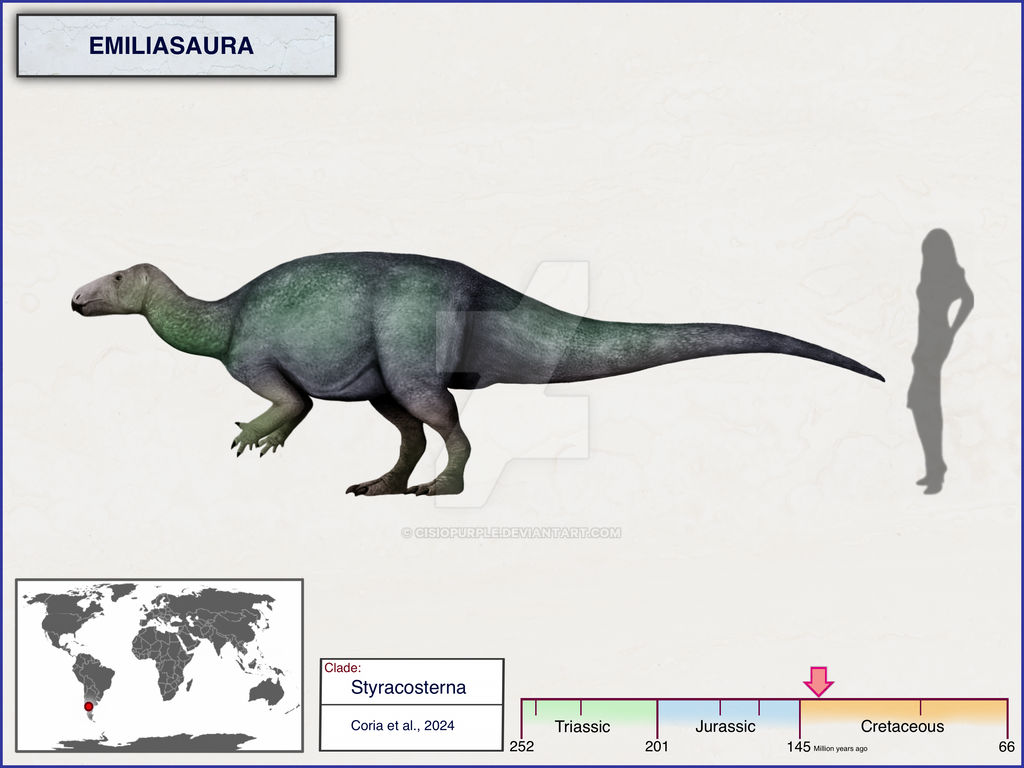 EMILIASAURA
© CISIOPURPLE.DEVIANTART.COM
Clade:
Styracosterna
Coria et al., 2024
Triassic
Jurassic
Cretaceous
252
201
145 Million years ago
66